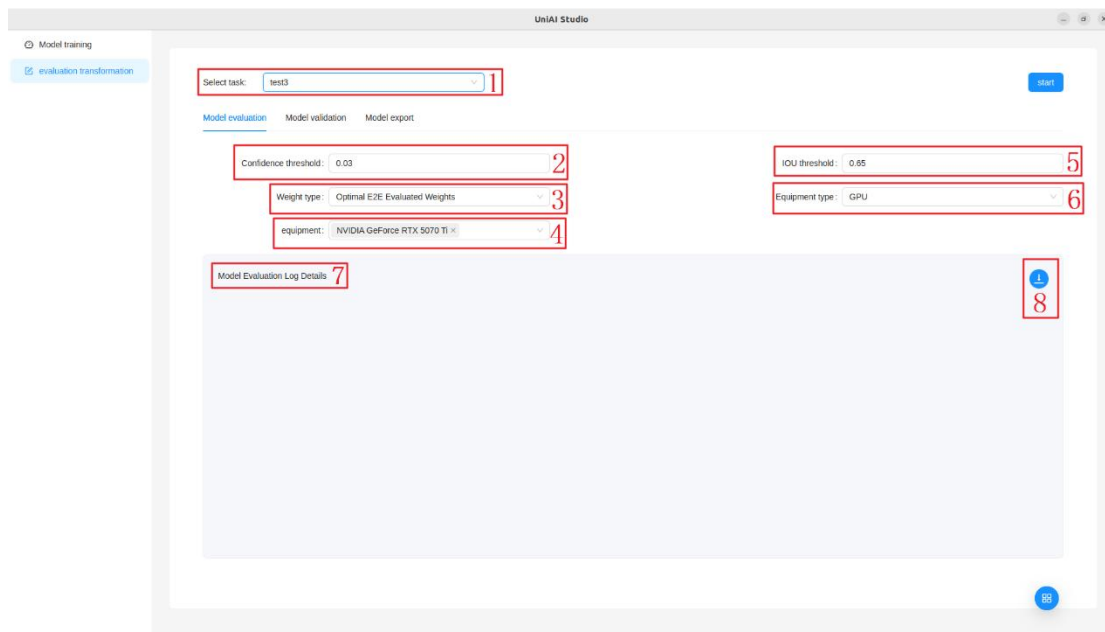 UniAI Studio
Model training
evaluation transformation
Select task: test3 1
start
Model evaluation Model validation Model export
Confidence threshold: 0.03 2
IOU threshold: 0.65 5
Weight type: Optimal E2E Evaluated Weights 3
Equipment type: GPU 6
equipment: NVIDIA GeForce RTX 5070 Ti × 4
Model Evaluation Log Details 7
8